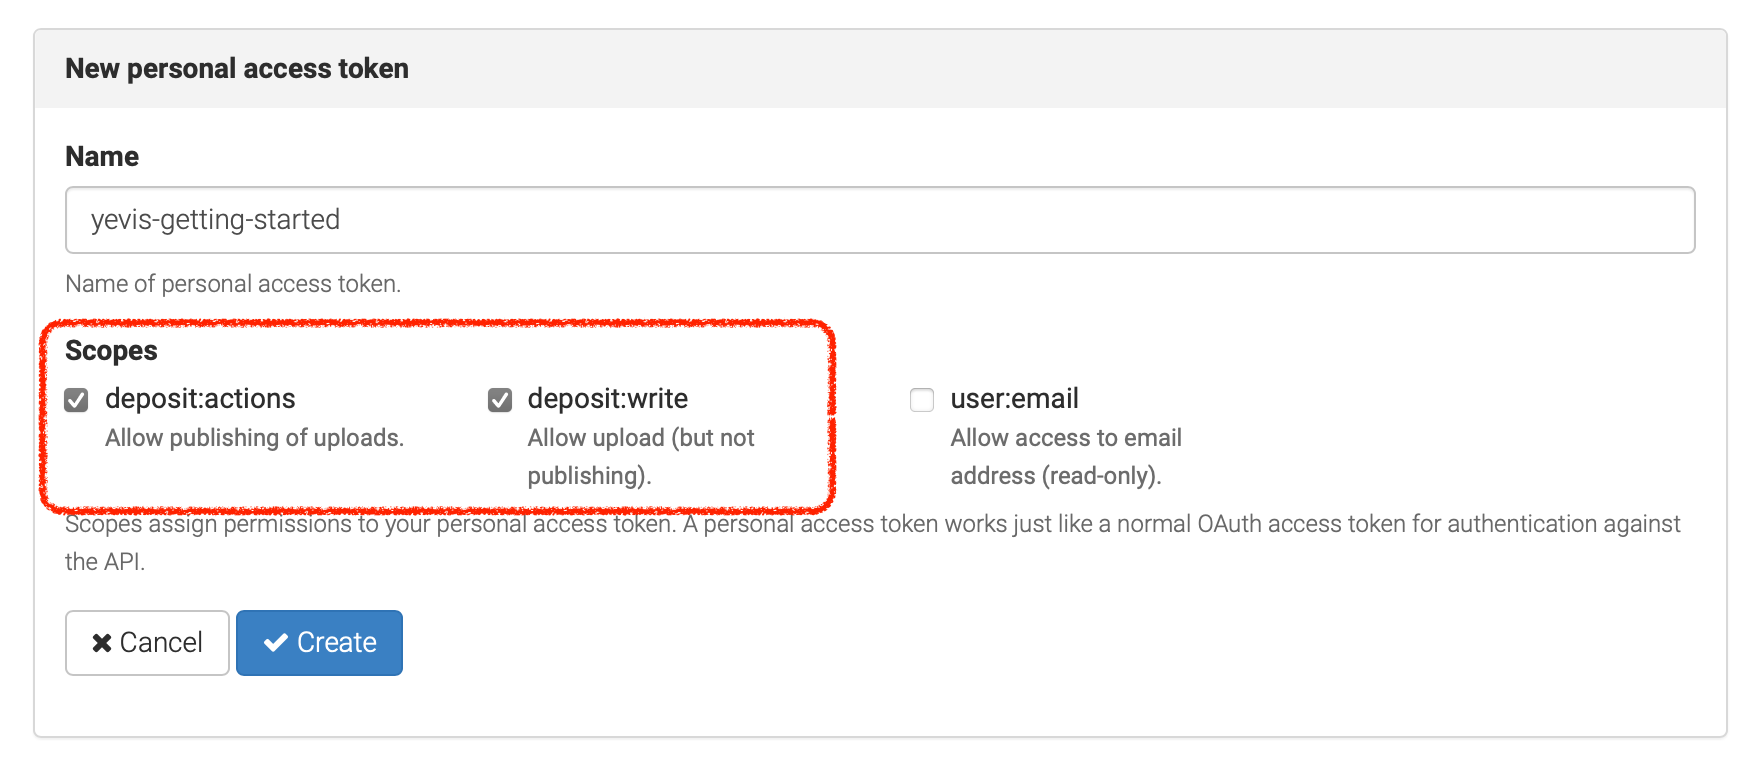 New personal access token
Name
yevis-getting-started
Name of personal access token.
Scopes
deposit:actions
Allow publishing of uploads.
deposit:write
Allow upload (but not
publishing).
user:email
Allow access to email
address (read-only).
Scopes assign permissions to your personal access token. A personal access token works just like a normal OAuth access token for authentication against
the API.
Cancel
Create